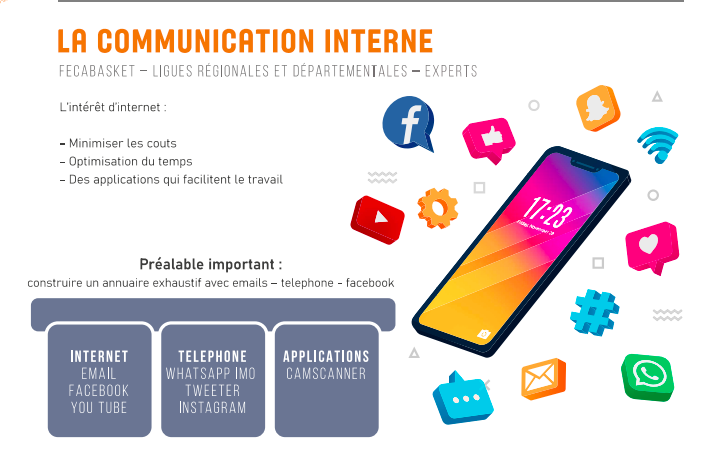 LA COMMUNICATION INTERNE
FECABASKET – LIGUES RÉGIONALES ET DÉPARTEMENTALES – EXPERTS
L'intérêt d'internet :
– Minimiser les couts
– Optimisation du temps
– Des applications qui facilitent le travail
17:23
Préalable important :
construire un annuaire exhaustif avec emails – telephone - facebook
INTERNET
EMAIL
FACEBOOK
YOU TUBE
TELEPHONE
WHATSAPP IMO
TWEETER
INSTAGRAM
APPLICATIONS
CAMSCANNER